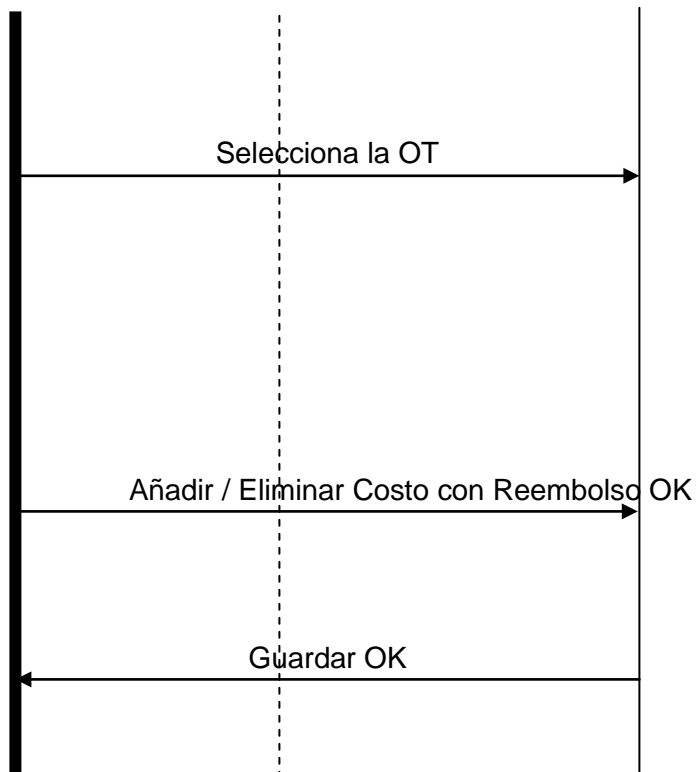 Selecciona la OT
Añadir / Eliminar Costo con Reembolso OK
Guardar OK